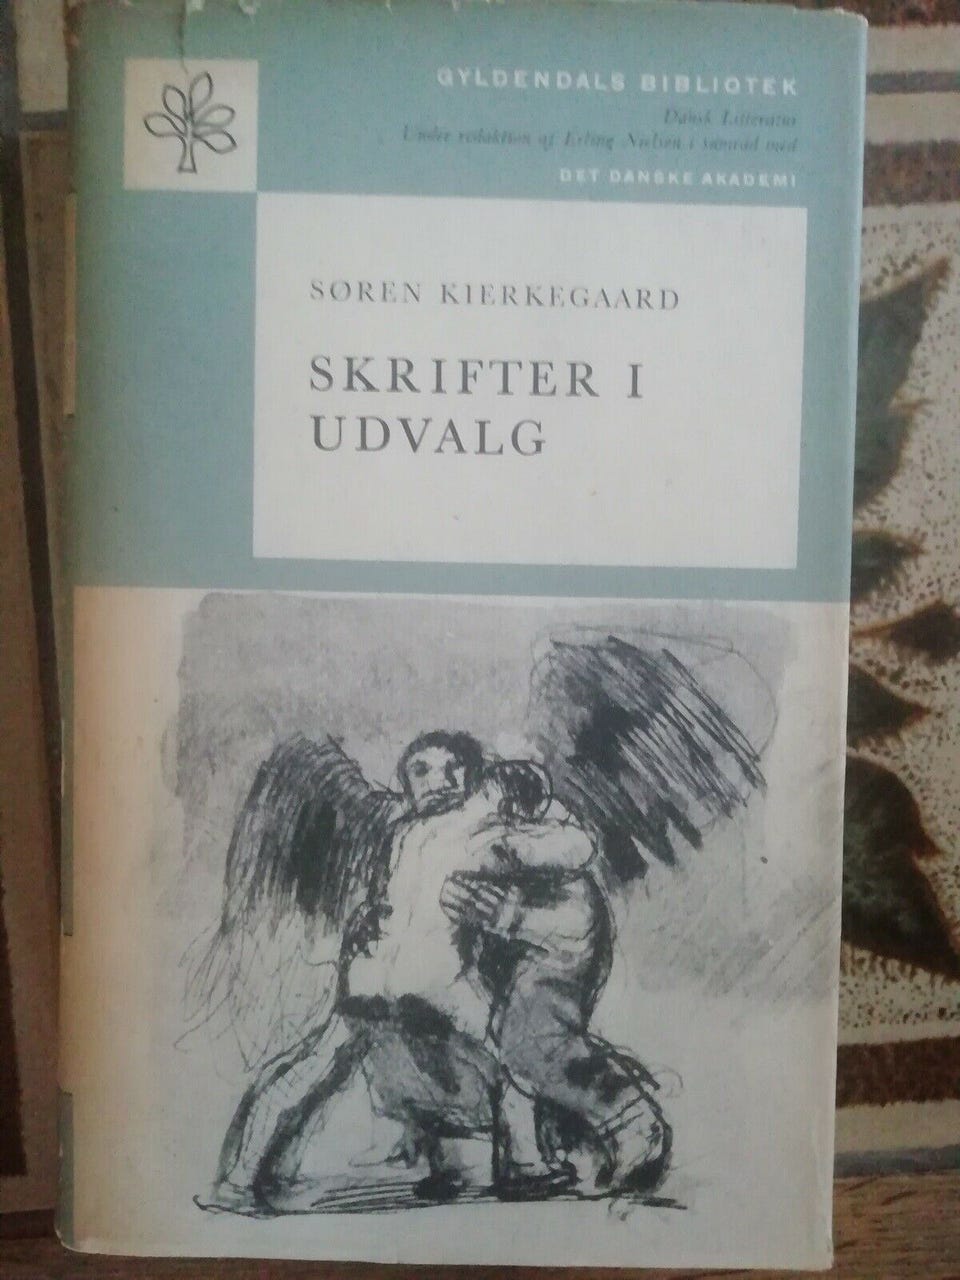 GYLDENDALS BIBLIOTEK
Dansk Litteratur
Under redaktion af Erling Nielsen i samråd med
DET DANSKE AKADEMI
SØREN KIERKEGAARD
SKRIFTER I
UDVALG